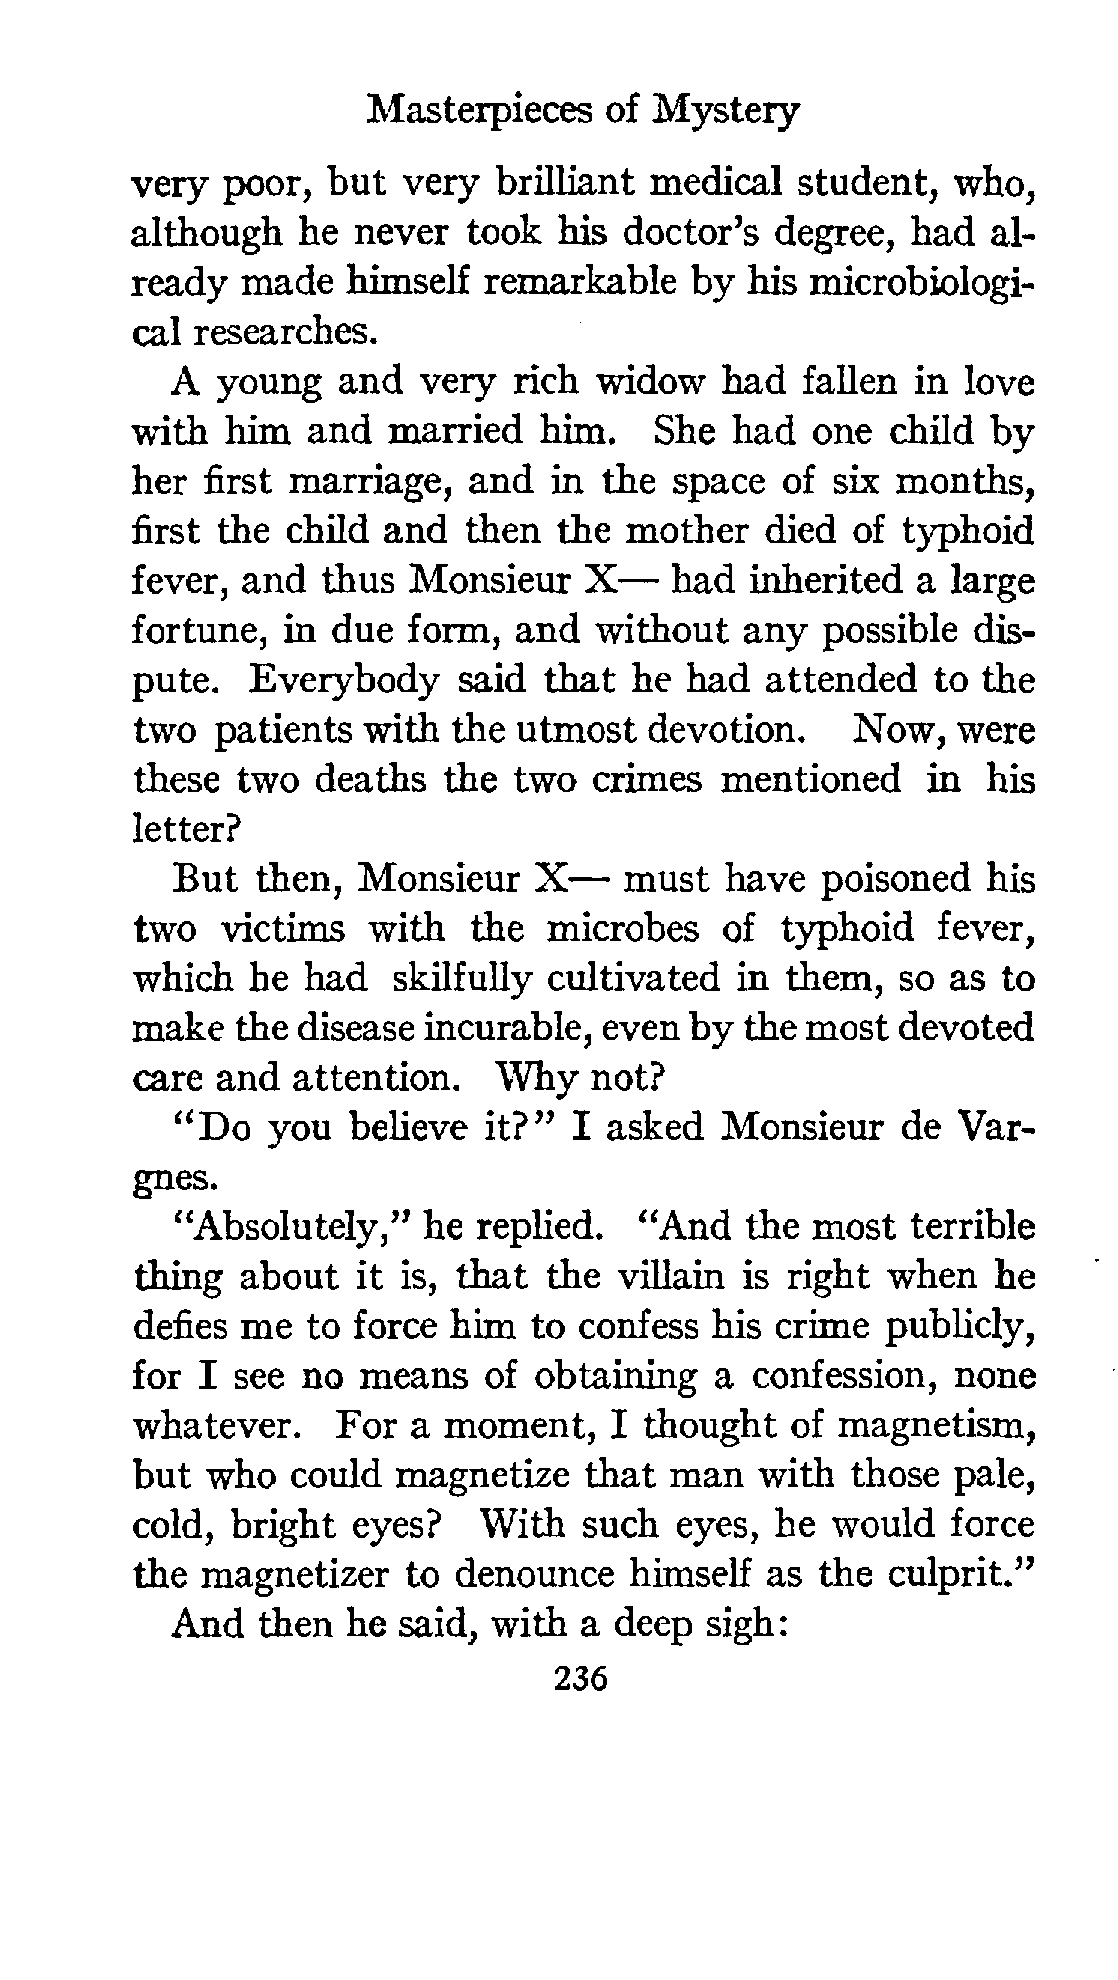 Masterpieces of Mystery
very poor, but very brilliant medical student, who,
although he never took his doctor's degree, had al-
ready made himself remarkable by his microbiologi-
cal researches.
A young and very rich widow had fallen in love
with him and married him. She had one child by
her first marriage, and in the space of six months,
first the child and then the mother died of typhoid
fever, and thus Monsieur X— had inherited a large
fortune, in due form, and without any possible dis-
pute. Everybody said that he had attended to the
two patients with the utmost devotion. Now, were
these two deaths the two crimes mentioned in his
letter?
But then, Monsieur X— must have poisoned his
two victims with the microbes of typhoid fever,
which he had skilfully cultivated in them, so as to
make the disease incurable, even by the most devoted
care and attention. Why not?
"Do you believe it?" I asked Monsieur de Var-
gnes.
"Absolutely," he replied. "And the most terrible
thing about it is, that the villain is right when he
defies me to force him to confess his crime publicly,
for I see no means of obtaining a confession, none
whatever. For a moment, I thought of magnetism,
but who could magnetize that man with those pale,
cold, bright eyes? With such eyes, he would force
the magnetizer to denounce himself as the culprit."
And then he said, with a deep sigh:
236